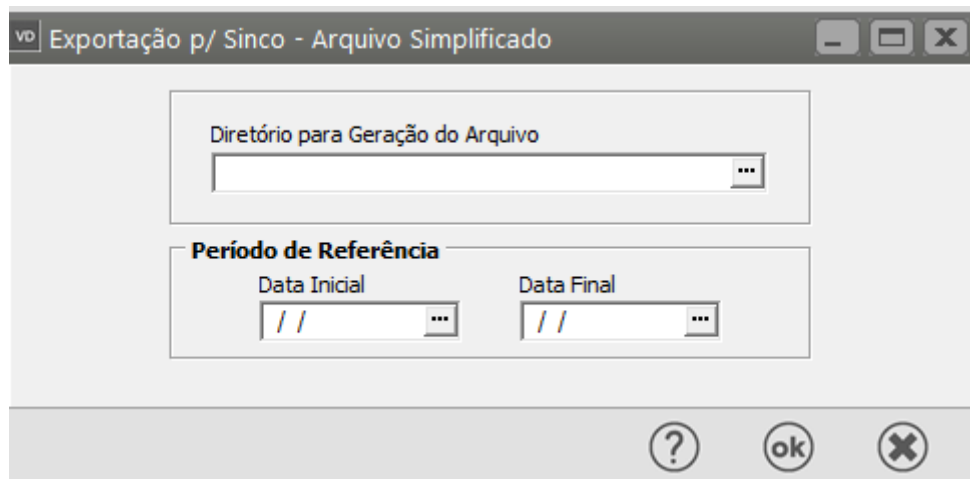 VD Exportação p/ Sinco - Arquivo Simplificado
Diretório para Geração do Arquivo
...
Período de Referência
Data Inicial Data Final
/ / ... / / ...
? ok